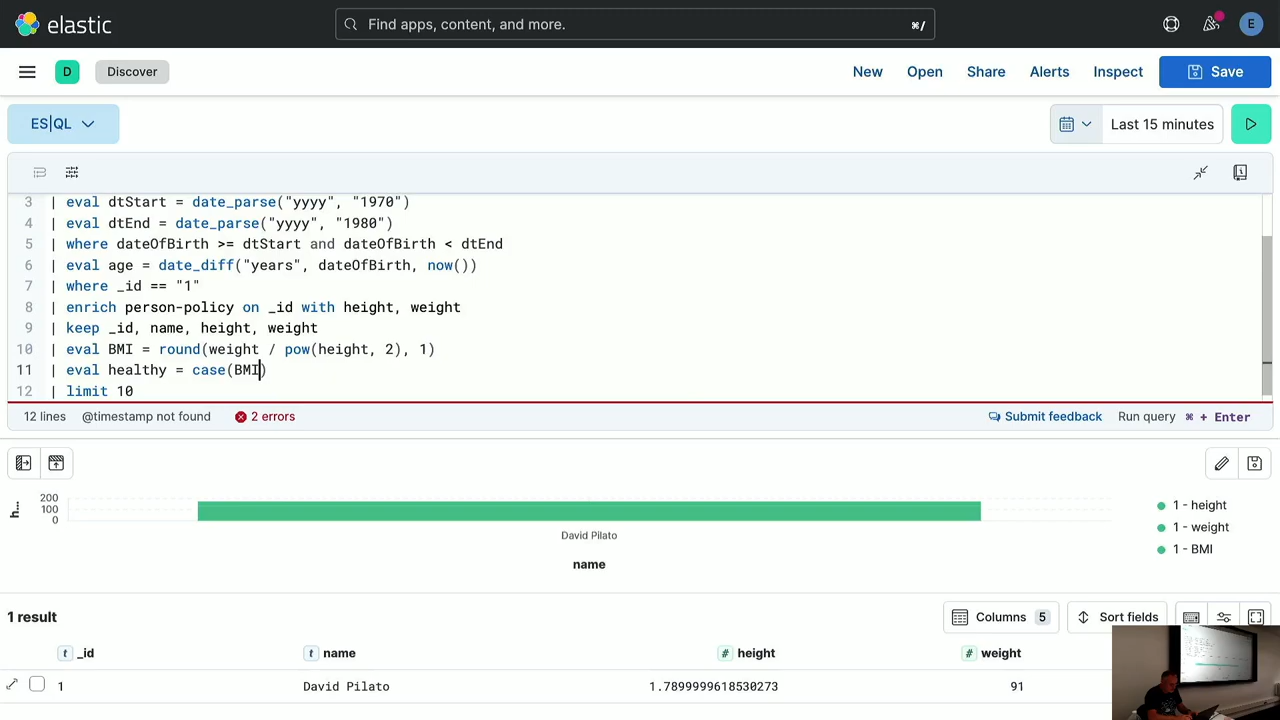 elastic
Find apps, content, and more.
⌘/
E
D
Discover
New
Open
Share
Alerts
Inspect
Save
ES|QL
Last 15 minutes
3 | eval dtStart = date_parse("yyyy", "1970")
4 | eval dtEnd = date_parse("yyyy", "1980")
5 | where dateOfBirth >= dtStart and dateOfBirth < dtEnd
6 | eval age = date_diff("years", dateOfBirth, now())
7 | where _id == "1"
8 | enrich person-policy on _id with height, weight
9 | keep _id, name, height, weight
10 | eval BMI = round(weight / pow(height, 2), 1)
11 | eval healthy = case(BMI)
12 | limit 10
12 lines @timestamp not found 2 errors Submit feedback Run query ⌘ + Enter
h...
200
100
0
David Pilato
name
1 - height
1 - weight
1 - BMI
1 result
Columns 5
Sort fields
t _id t name # height # weight
1 David Pilato 1.7899999618530273 91